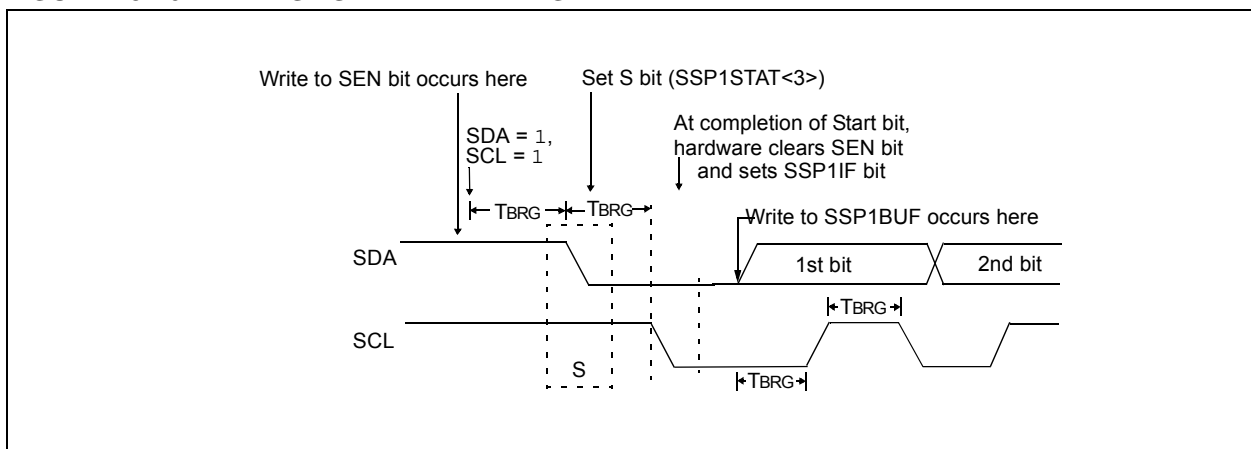 Write to SEN bit occurs here
Set S bit (SSP1STAT<3>)
SDA = 1,
SCL = 1
At completion of Start bit,
hardware clears SEN bit
and sets SSP1IF bit
TBRG
TBRG
Write to SSP1BUF occurs here
SDA
1st bit
2nd bit
TBRG
SCL
S
TBRG